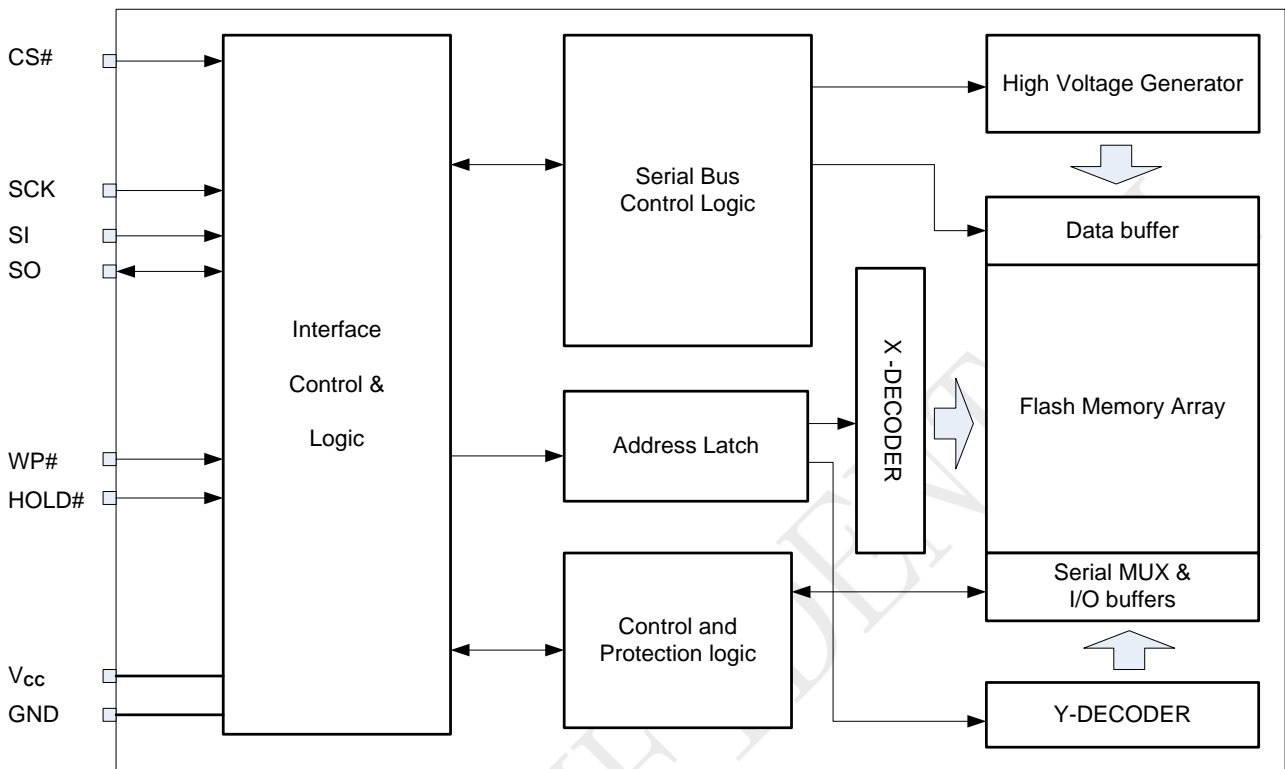 CS#
SCK
SI
SO
WP#
HOLD#
Vcc
GND
Interface
Control &
Logic
Serial Bus
Control Logic
Address Latch
Control and
Protection logic
X -DECODER
High Voltage Generator
Data buffer
Flash Memory Array
Serial MUX &
I/O buffers
Y-DECODER